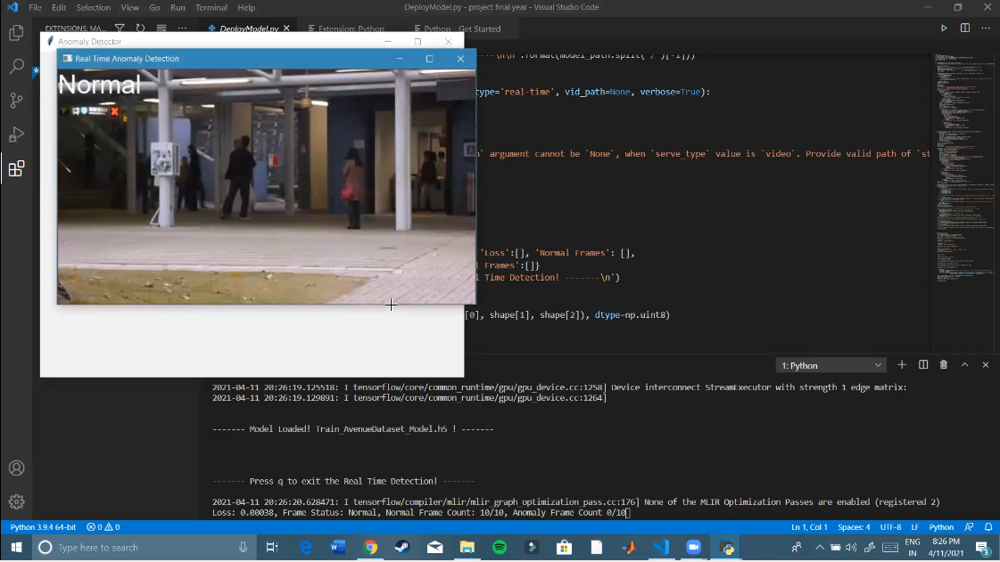 File Edit Selection View Go Run Terminal Help
DeployModel.py - project final year - Visual Studio Code
EXTENSIONS: MA...
DeployModel.py
Extension: Python
Python
Get Started
Anomaly Detector
Real Time Anomaly Detection
Normal
-------\n\n'.format(model_path.split('/')[-1]))
type='real-time', vid_path=None, verbose=True):
` argument cannot be `None`, when `serve_type` value is `video`. Provide valid path of `st
'Loss':[], 'Normal Frames': [],
l Frames':[]}
l Time Detection! -------\n')
[0], shape[1], shape[2]), dtype=np.uint8)
1: Python
2021-04-11 20:26:19.125518: I tensorflow/core/common_runtime/gpu/gpu_device.cc:1258] Device interconnect StreamExecutor with strength 1 edge matrix:
2021-04-11 20:26:19.129891: I tensorflow/core/common_runtime/gpu/gpu_device.cc:1264]
------- Model Loaded! Train_AvenueDataset_Model.h5 ! -------
------- Press q to exit the Real Time Detection! -------
2021-04-11 20:26:20.628471: I tensorflow/compiler/mlir/mlir_graph_optimization_pass.cc:176] None of the MLIR Optimization Passes are enabled (registered 2)
Loss: 0.00038, Frame Status: Normal, Normal Frame Count: 10/10, Anomaly Frame Count 0/10
Python 3.9.4 64-bit
0 0
Ln 1, Col 1 Spaces: 4 UTF-8 LF Python
Type here to search
ENG
IN
8:26 PM
4/11/2021
3